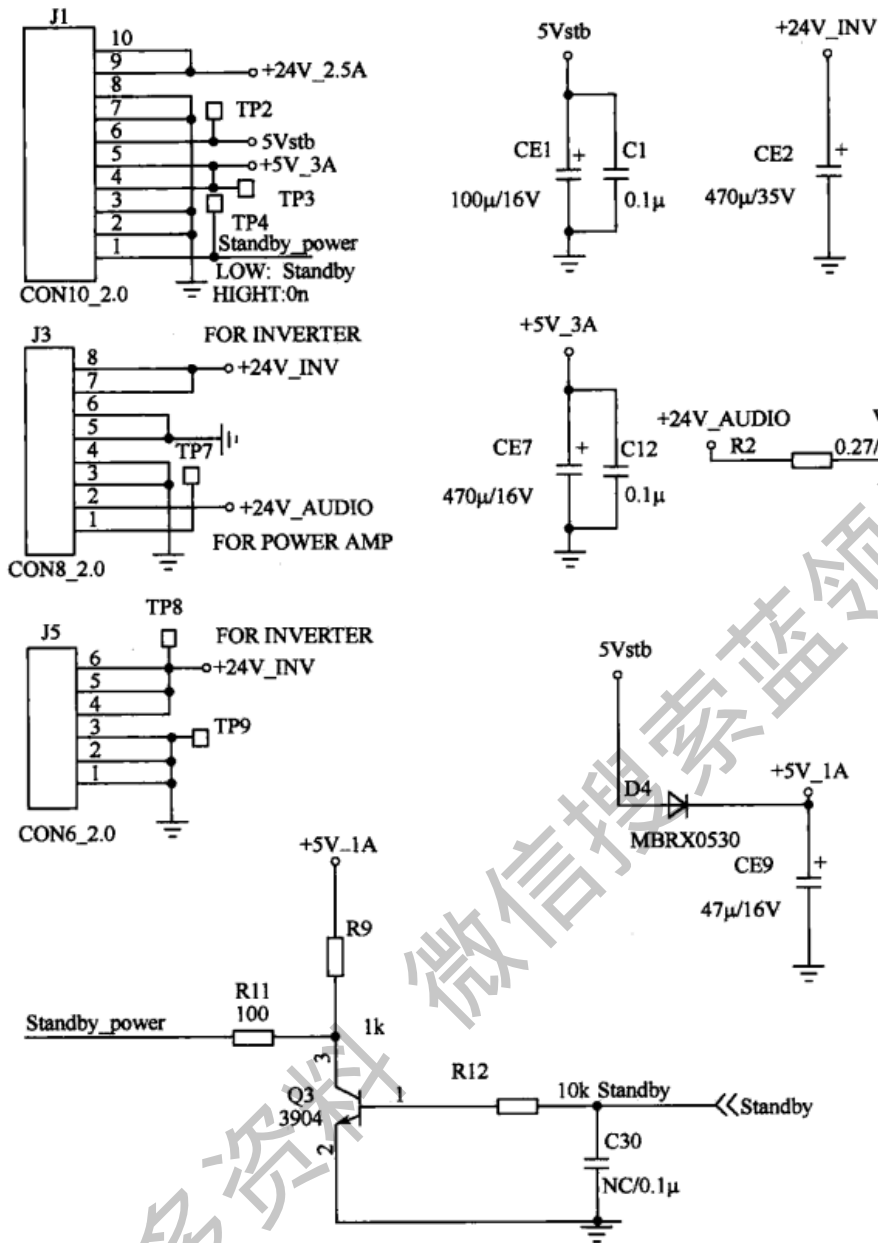 J1
10
9
8
7
6
5
4
3
2
1
+24V_2.5A
TP2
5Vstb
+5V_3A
TP3
TP4
Standby_power
LOW: Standby
HIGHT:0n
CON10_2.0
5Vstb
CE1
+
C1
100μ/16V
0.1μ
+24V_INV
CE2
+
470μ/35V
J3
FOR INVERTER
8
7
6
5
4
3
2
1
+24V_INV
TP7
+24V_AUDIO
FOR POWER AMP
CON8_2.0
+5V_3A
CE7
+
C12
470μ/16V
0.1μ
+24V_AUDIO
R2
0.27/
J5
TP8
FOR INVERTER
6
5
4
3
2
1
+24V_INV
TP9
CON6_2.0
5Vstb
D4
MBRX0530
+5V_1A
CE9
+
47μ/16V
+5V_1A
R9
1k
R11
100
Standby_power
3
Q3
3904
1
2
R12
10k
Standby
Standby
C30
NC/0.1μ
多资料 微信搜索蓝领